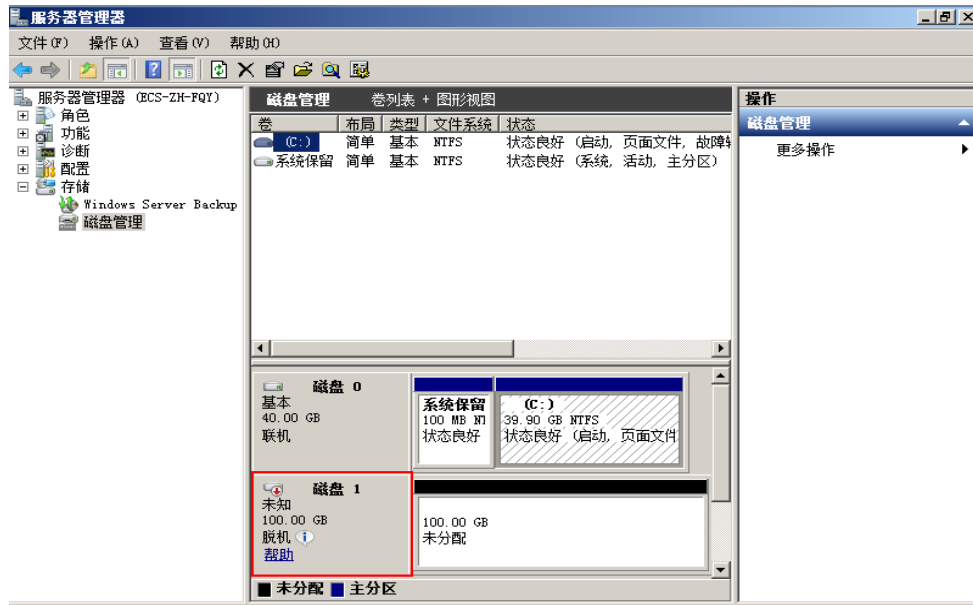 服务器管理器
文件(F) 操作(A) 查看(V) 帮助(H)
服务器管理器 (ECS-ZH-FQY)
角色
功能
诊断
配置
存储
Windows Server Backup
磁盘管理
磁盘管理 卷列表 + 图形视图
卷 布局 类型 文件系统 状态
(C:) 简单 基本 NTFS 状态良好 (启动, 页面文件, 故障
系统保留 简单 基本 NTFS 状态良好 (系统, 活动, 主分区)
磁盘 0
基本
40.00 GB
联机
系统保留
100 MB
状态良好
(C:)
39.90 GB NTFS
状态良好 (启动, 页面文件
磁盘 1
未知
100.00 GB
脱机
帮助
100.00 GB
未分配
未分配 主分区
操作
磁盘管理
更多操作